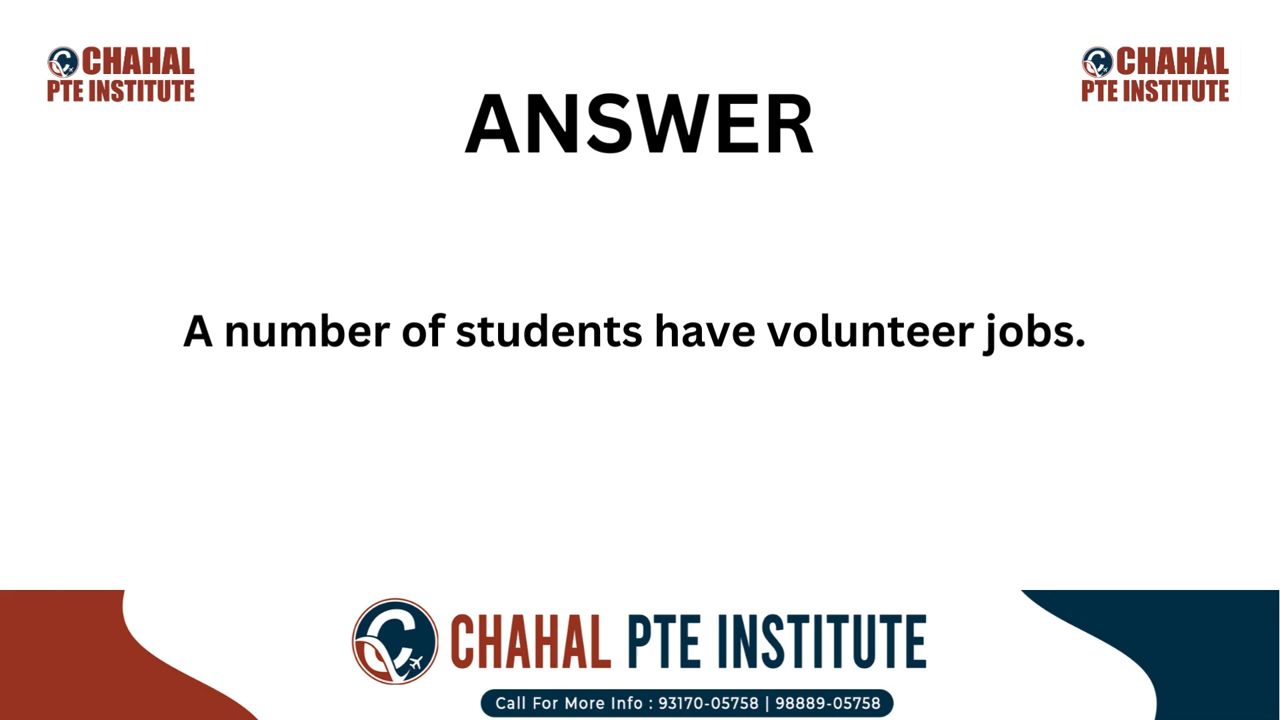 CHAHAL
PTE INSTITUTE
CHAHAL
PTE INSTITUTE
ANSWER
A number of students have volunteer jobs.
CHAHAL PTE INSTITUTE
Call For More Info : 93170-05758 | 98889-05758